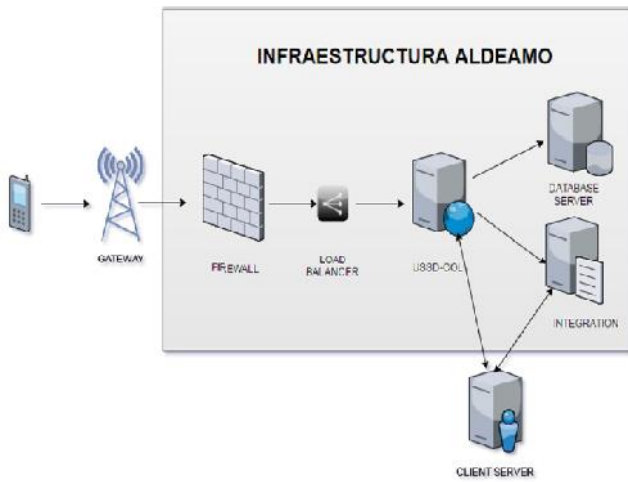 INFRAESTRUCTURA ALDEAMO
DATABASE
SERVER
GATEWAY
FIREWALL
LOAD
BALANCER
USSD-COL
INTEGRATION
CLIENT SERVER